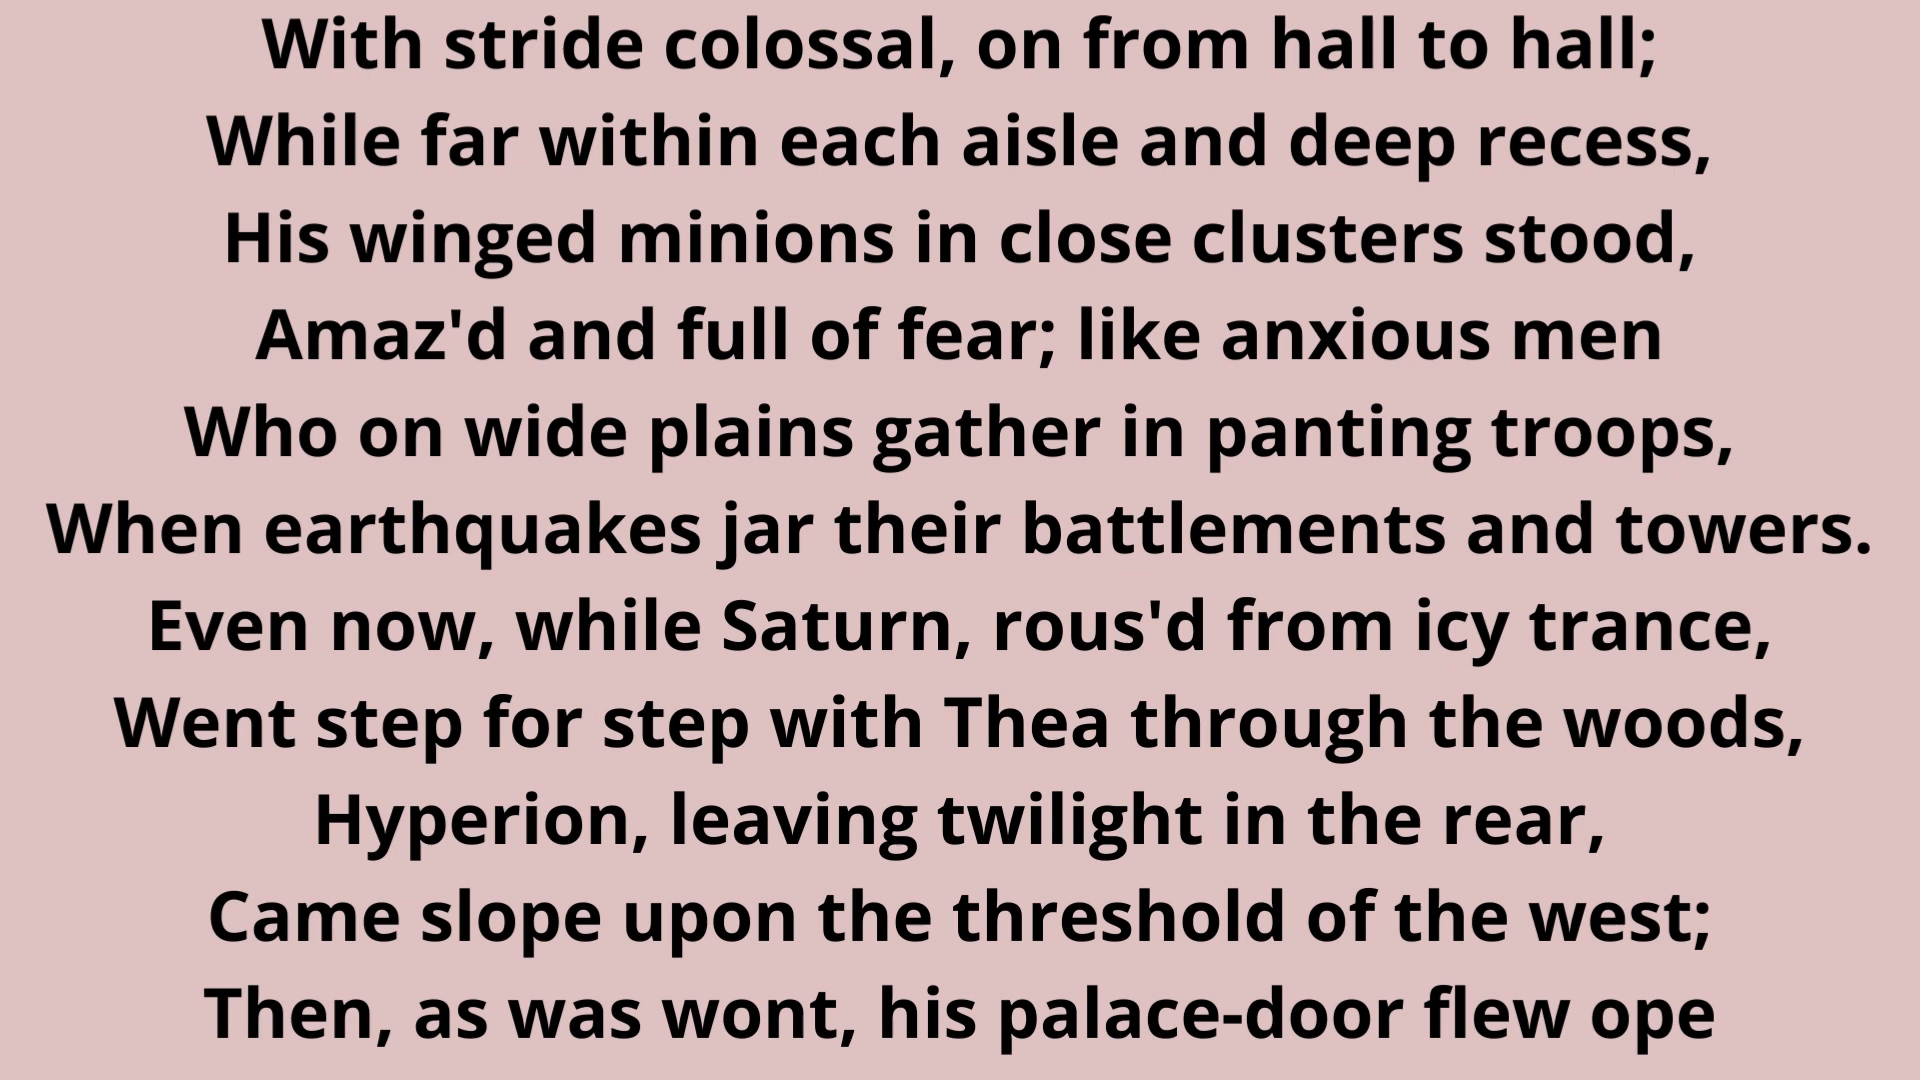 With stride colossal, on from hall to hall;
While far within each aisle and deep recess,
His winged minions in close clusters stood,
Amaz'd and full of fear; like anxious men
Who on wide plains gather in panting troops,
When earthquakes jar their battlements and towers.
Even now, while Saturn, rous'd from icy trance,
Went step for step with Thea through the woods,
Hyperion, leaving twilight in the rear,
Came slope upon the threshold of the west;
Then, as was wont, his palace-door flew ope